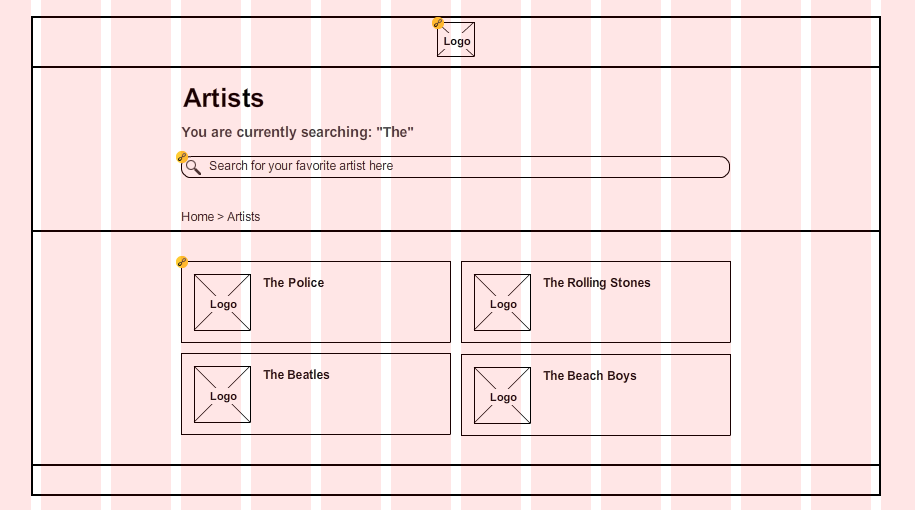 Logo
Artists
You are currently searching: "The"
Search for your favorite artist here
Home > Artists
Logo
The Police
Logo
The Rolling Stones
Logo
The Beatles
Logo
The Beach Boys